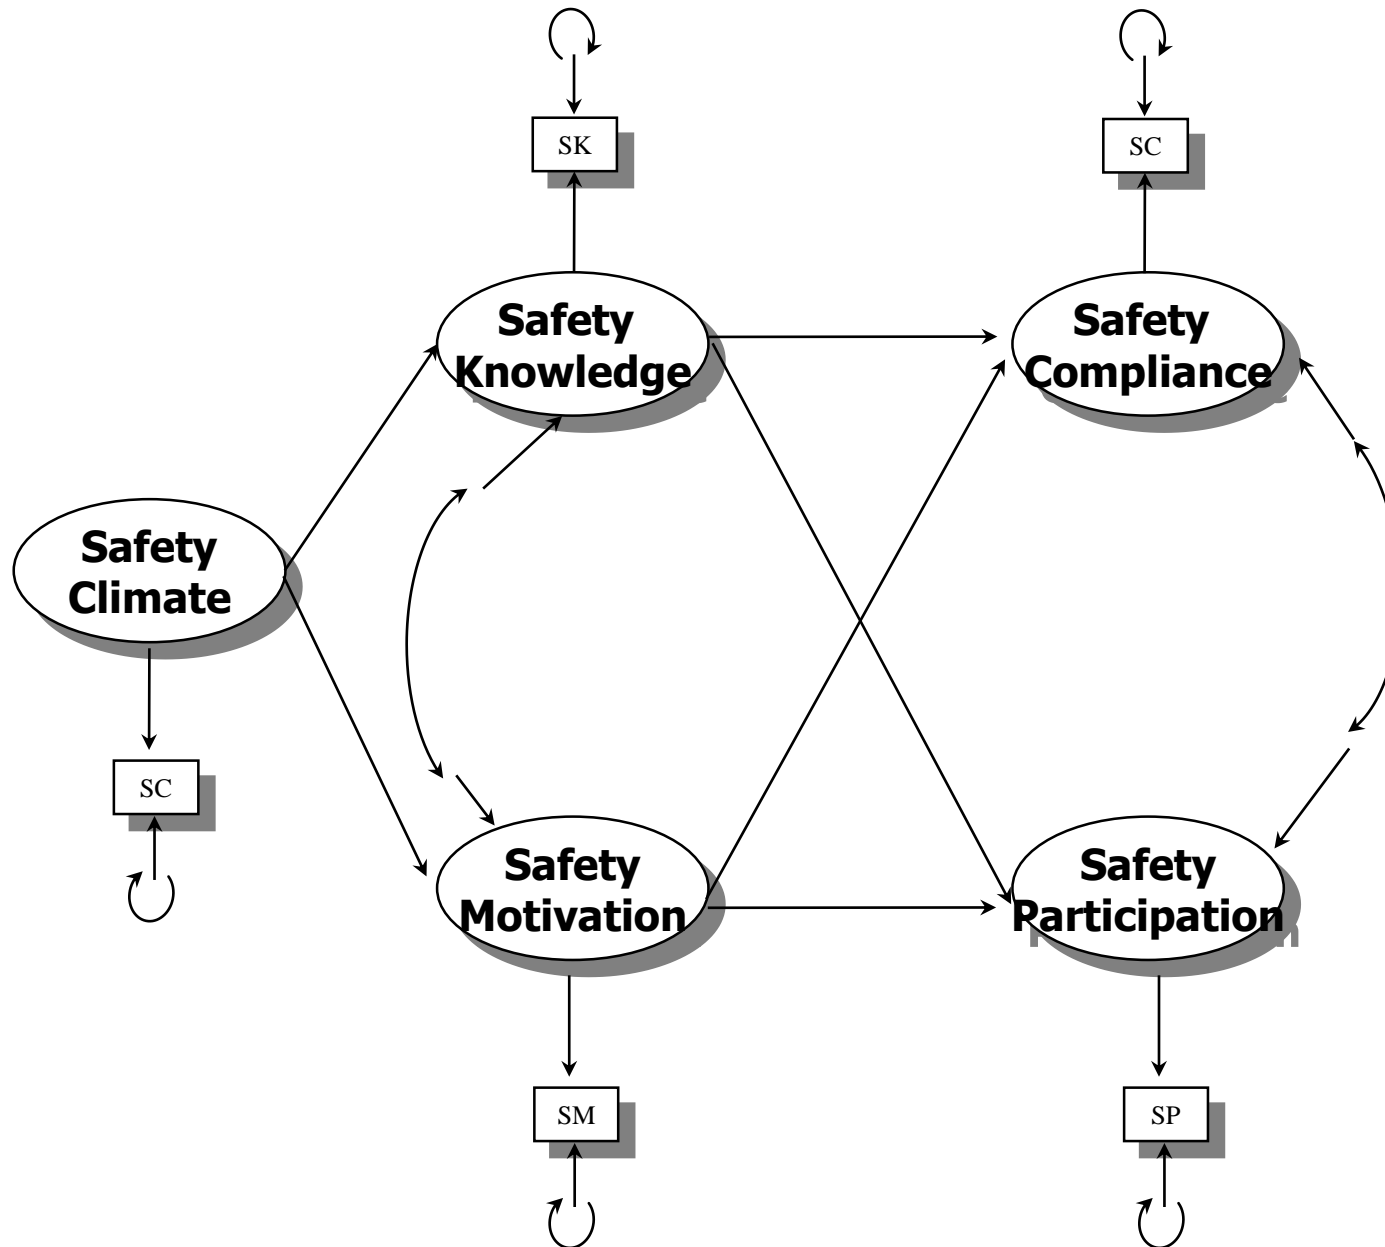 SK
SC
Safety
Knowledge
Safety
Compliance
Safety
Climate
SC
Safety
Motivation
Safety
Participation
SM
SP